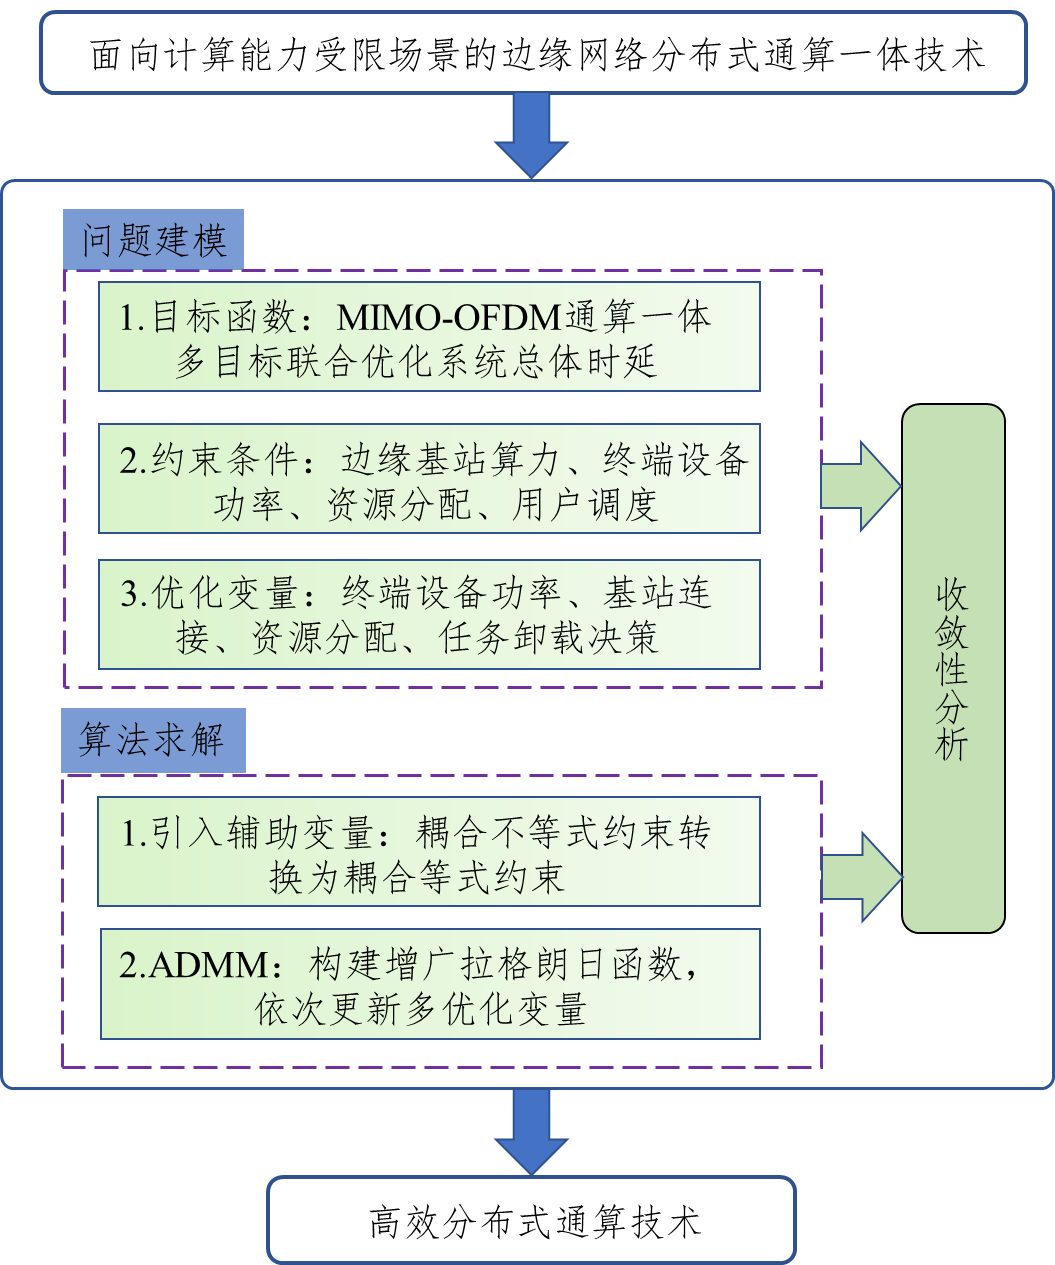 面向计算能力受限场景的边缘网络分布式通算一体技术
问题建模
1.目标函数：MIMO-OFDM通算一体
多目标联合优化系统总体时延
2.约束条件：边缘基站算力、终端设备
功率、资源分配、用户调度
3.优化变量：终端设备功率、基站连
接、资源分配、任务卸载决策
收敛性分析
算法求解
1.引入辅助变量：耦合不等式约束转
换为耦合等式约束
2.ADMM：构建增广拉格朗日函数，
依次更新多优化变量
高效分布式通算技术